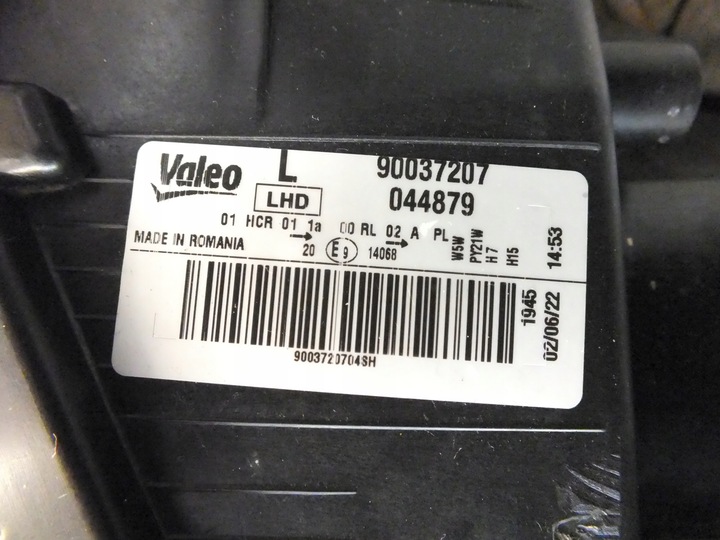 Valeo L 90037207
LHD 044879
01 HCR 01 1a 00 RL 02 A PL
MADE IN ROMANIA 20 E9 14068
W5W
PY21W
H7
H15
14:53
1945
02/06/22
9003720704SH